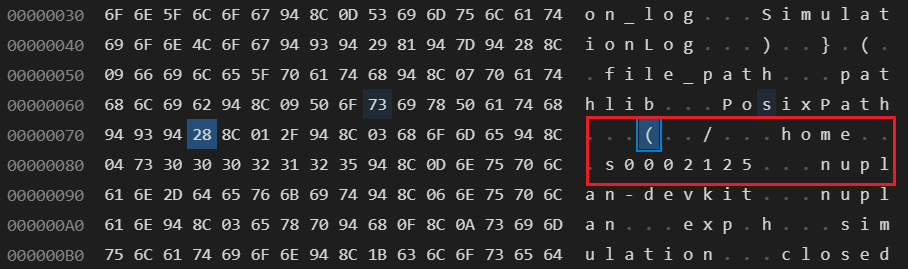 00000030 6F 6E 5F 6C 6F 67 94 8C 0D 53 69 6D 75 6C 61 74 on_log...Simulat
00000040 69 6F 6E 4C 6F 67 94 93 94 29 81 94 7D 94 28 8C ionLog...)..}.(.
00000050 09 66 69 6C 65 5F 70 61 74 68 94 8C 07 70 61 74 .file_path...pat
00000060 68 6C 69 62 94 8C 09 50 6F 73 69 78 50 61 74 68 hlib...PosixPath
00000070 94 93 94 28 8C 01 2F 94 8C 03 68 6F 6D 65 94 8C ...(../...home..
00000080 04 73 30 30 30 32 31 32 35 94 8C 0D 6E 75 70 6C .s0002125...nupl
00000090 61 6E 2D 64 65 76 6B 69 74 94 8C 06 6E 75 70 6C an-devkit...nupl
000000A0 61 6E 94 8C 03 65 78 70 94 68 0F 8C 0A 73 69 6D an...exp.h...sim
000000B0 75 6C 61 74 69 6F 6E 94 8C 1B 63 6C 6F 73 65 64 ulation...closed